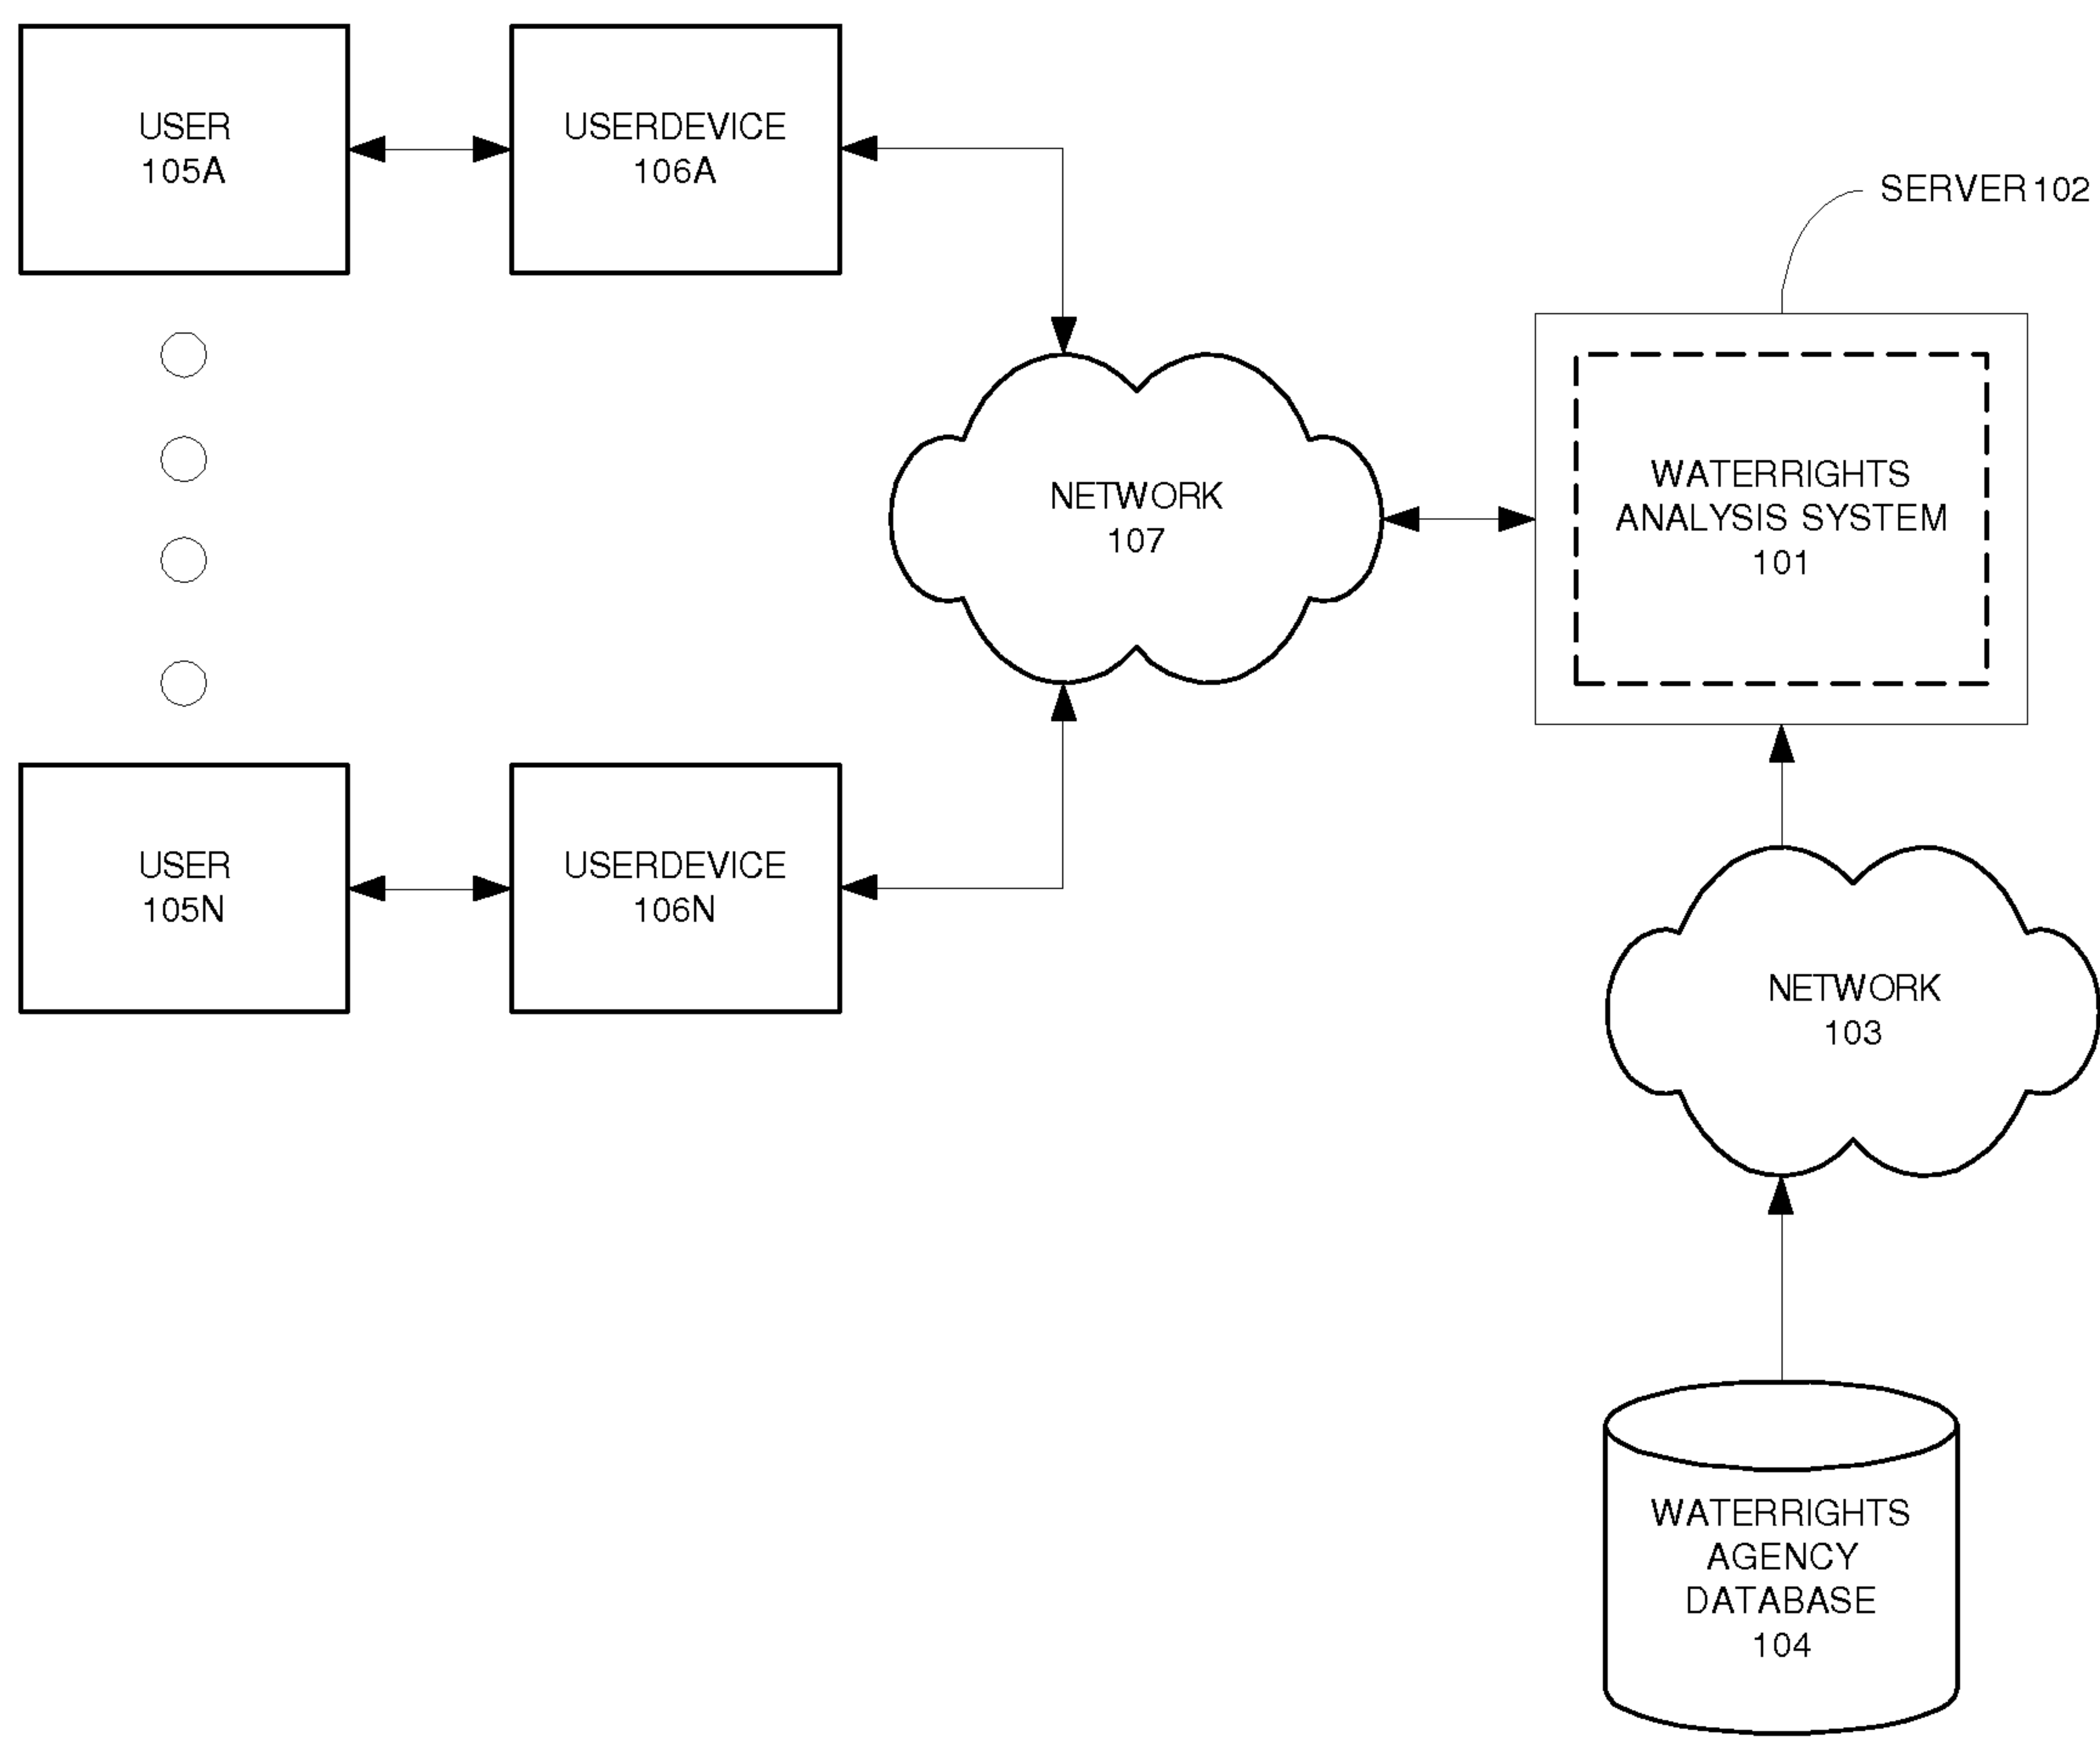 USER
105A
USERDEVICE
106A
SERVER 102
WATERRIGHTS
ANALYSIS SYSTEM
101
NETWORK
107
USER
105N
USERDEVICE
106N
NETWORK
103
WATERRIGHTS
AGENCY
DATABASE
104